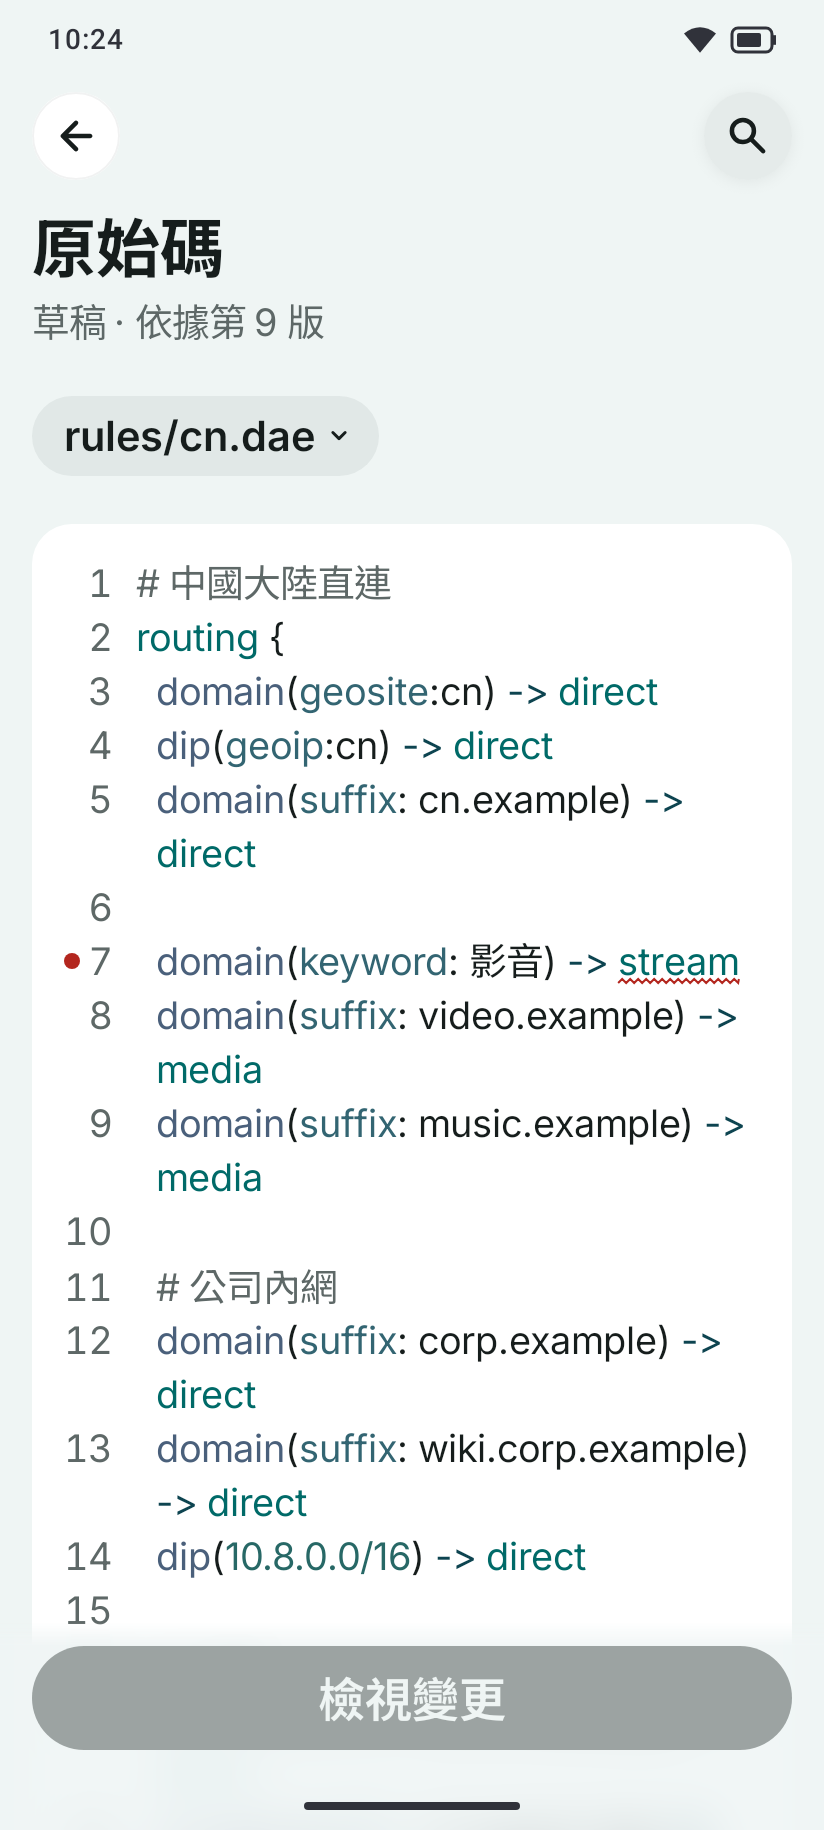 10:24
原始碼
草稿 · 依據第 9 版
rules/cn.dae
1 # 中國大陸直連
2 routing {
3 domain(geosite:cn) -> direct
4 dip(geoip:cn) -> direct
5 domain(suffix: cn.example) ->
direct
6
7 domain(keyword: 影音) -> stream
8 domain(suffix: video.example) ->
media
9 domain(suffix: music.example) ->
media
10
11 # 公司內網
12 domain(suffix: corp.example) ->
direct
13 domain(suffix: wiki.corp.example)
-> direct
14 dip(10.8.0.0/16) -> direct
15
檢視變更